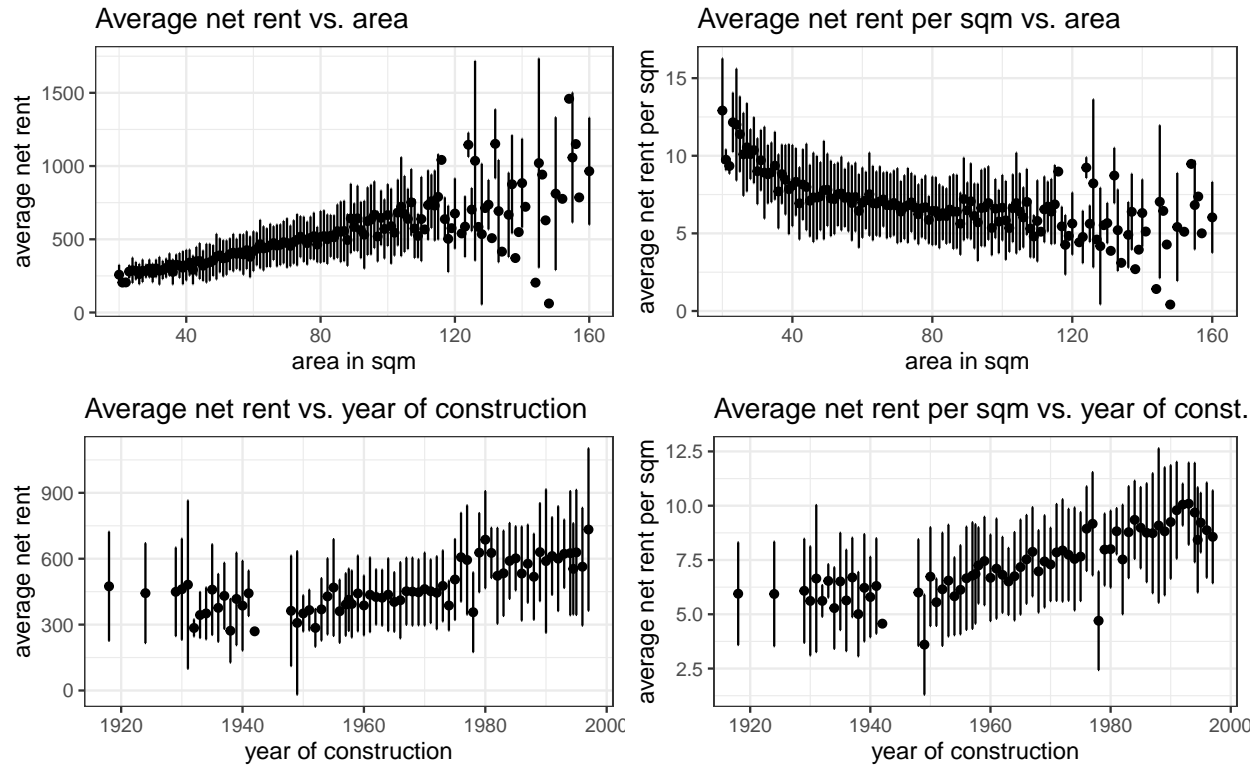 Average net rent vs. area
average net rent
1500
1000
500
0
40
80
120
160
area in sqm
Average net rent per sqm vs. area
average net rent per sqm
15
10
5
0
40
80
120
160
area in sqm
Average net rent vs. year of construction
average net rent
900
600
300
0
1920
1940
1960
1980
2000
year of construction
Average net rent per sqm vs. year of const.
average net rent per sqm
12.5
10.0
7.5
5.0
2.5
1920
1940
1960
1980
2000
year of construction